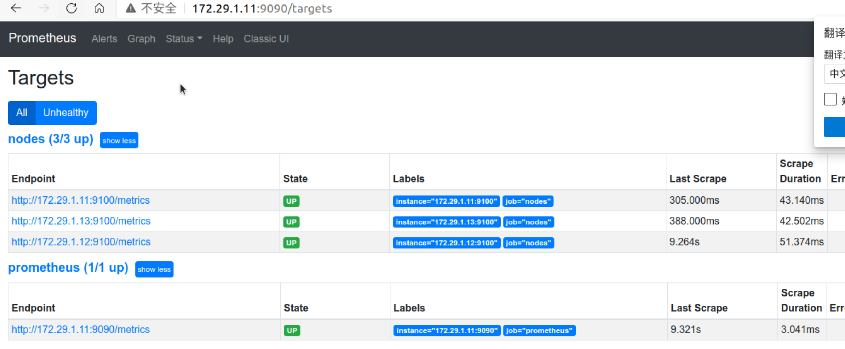 不安全 172.29.1.11:9090/targets
Prometheus Alerts Graph Status Help Classic UI
翻译
翻译
中文
Targets
All Unhealthy
nodes (3/3 up) show less
Endpoint State Labels Last Scrape Scrape Duration Err
http://172.29.1.11:9100/metrics UP instance="172.29.1.11:9100" job="nodes" 305.000ms 43.140ms
http://172.29.1.13:9100/metrics UP instance="172.29.1.13:9100" job="nodes" 388.000ms 42.502ms
http://172.29.1.12:9100/metrics UP instance="172.29.1.12:9100" job="nodes" 9.264s 51.374ms
prometheus (1/1 up) show less
Endpoint State Labels Last Scrape Scrape Duration Err
http://172.29.1.11:9090/metrics UP instance="172.29.1.11:9090" job="prometheus" 9.321s 3.041ms